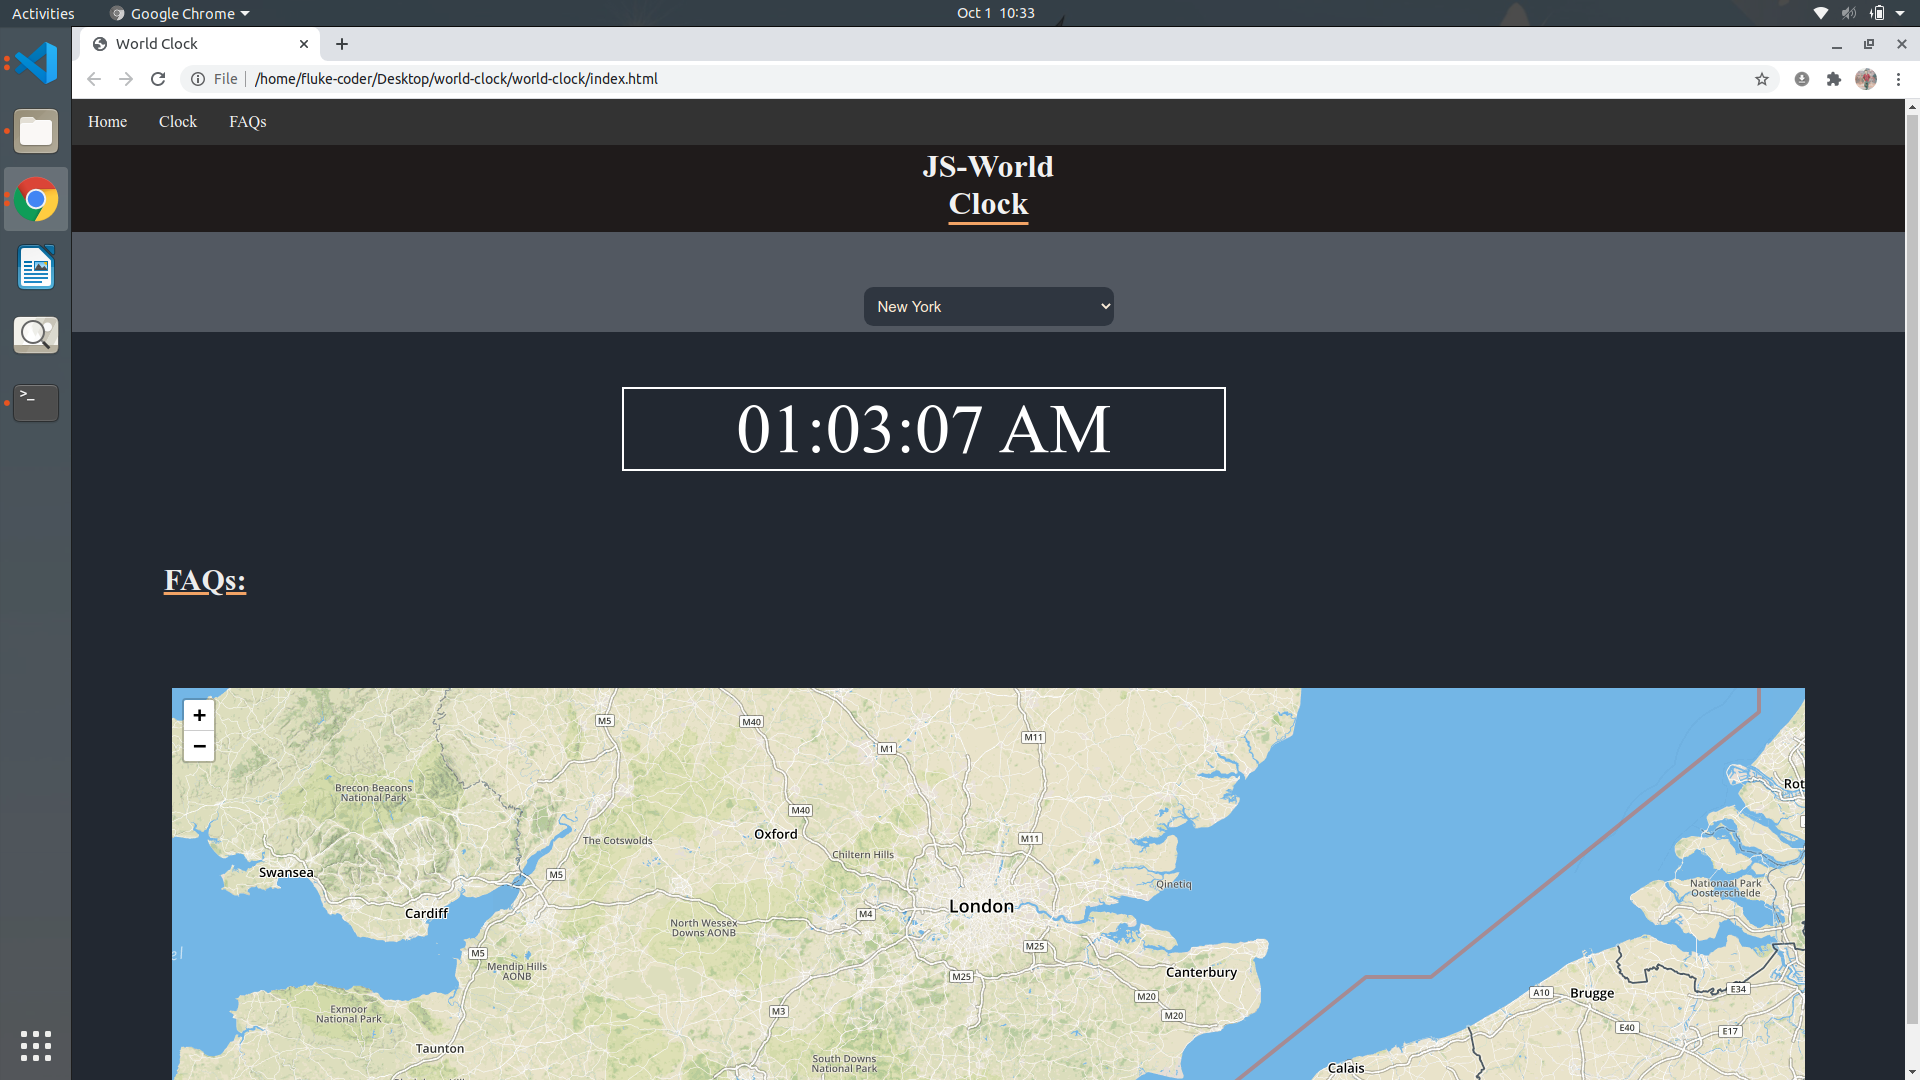 Activities
Google Chrome
Oct 1 10:33
World Clock
File
/home/fluke-coder/Desktop/world-clock/world-clock/index.html
Home
Clock
FAQs
JS-World
Clock
New York
01:03:07 AM
FAQs:
+
−
M5
M40
M1
M11
Brecon Beacons
National Park
M40
Oxford
The Cotswolds
Chiltern Hills
M11
Swansea
M5
Qinetiq
Nationaal Park
Oosterschelde
Cardiff
M4
London
North Wessex
Downs AONB
M25
M5
Mendip Hills
AONB
M25
Canterbury
M20
A10
Brugge
E34
Exmoor
National Park
M3
M20
E40
E17
Taunton
South Downs
National Park
Calais
Rot
>_